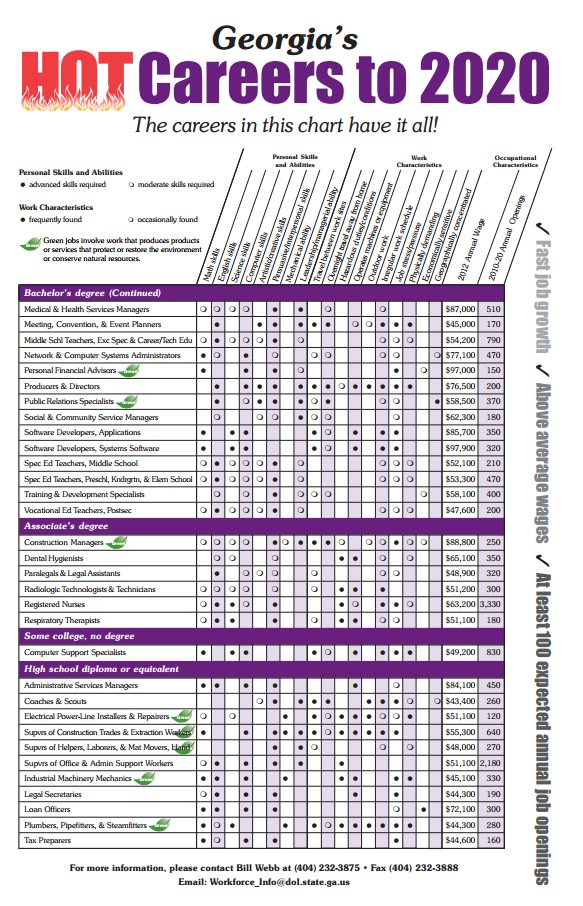 Georgia's
HOT Careers to 2020
The careers in this chart have it all!
Personal Skills and Abilities
● advanced skills required ○ moderate skills required
Work Characteristics
● frequently found ○ occasionally found
Green Green jobs involve work that produces products
or services that protect or restore the environment
or conserve natural resources.
Personal Skills
and Abilities
Work
Characteristics
Occupational
Characteristics
Math skills
English skills
Science skills
Computer skills
Artistic/creative skills
Persuasive/interpersonal skills
Mechanical ability
Leadership/managerial ability
Travel between work sites
Overnight travel away from home
Hazardous duties/conditions
Operates machines or equipment
Outdoor work
Irregular work schedule
Job stress/pressure
Physically demanding
Economically sensitive
Geographically concentrated
2012 Annual Wage
2010-20 Annual Openings
Bachelor's degree (Continued)
Medical & Health Services Managers $87,000 510
Meeting, Convention, & Event Planners $45,000 170
Middle Schl Teachers, Exc Spec & Career/Tech Edu $54,200 790
Network & Computer Systems Administrators $77,100 470
Personal Financial Advisors Green $97,000 150
Producers & Directors $76,500 200
Public Relations Specialists Green $58,500 370
Social & Community Service Managers $62,300 180
Software Developers, Applications $85,700 350
Software Developers, Systems Software $97,900 320
Spec Ed Teachers, Middle School $52,100 210
Spec Ed Teachers, Preschl, Kndrgrtn, & Elem School $53,300 470
Training & Development Specialists $58,100 400
Vocational Ed Teachers, Postsec $47,600 200
Associate's degree
Construction Managers Green $88,800 250
Dental Hygienists $65,100 350
Paralegals & Legal Assistants $48,900 320
Radiologic Technologists & Technicians $51,200 300
Registered Nurses $63,200 3,330
Respiratory Therapists $51,100 180
Some college, no degree
Computer Support Specialists $49,200 830
High school diploma or equivalent
Administrative Services Managers $84,100 450
Coaches & Scouts $43,400 260
Electrical Power-Line Installers & Repairers Green $51,100 120
Supvrs of Construction Trades & Extraction Workers Green $55,300 640
Supvrs of Helpers, Laborers, & Mat Movers, Hand Green $48,000 270
Supvrs of Office & Admin Support Workers $51,100 2,180
Industrial Machinery Mechanics Green $45,100 330
Legal Secretaries $44,300 190
Loan Officers $72,100 300
Plumbers, Pipefitters, & Steamfitters Green $44,300 280
Tax Preparers $44,600 160
✓ Fast job growth ✓ Above average wages ✓ At least 100 expected annual job openings
For more information, please contact Bill Webb at (404) 232-3875 • Fax (404) 232-3888
Email: Workforce_Info@dol.state.ga.us